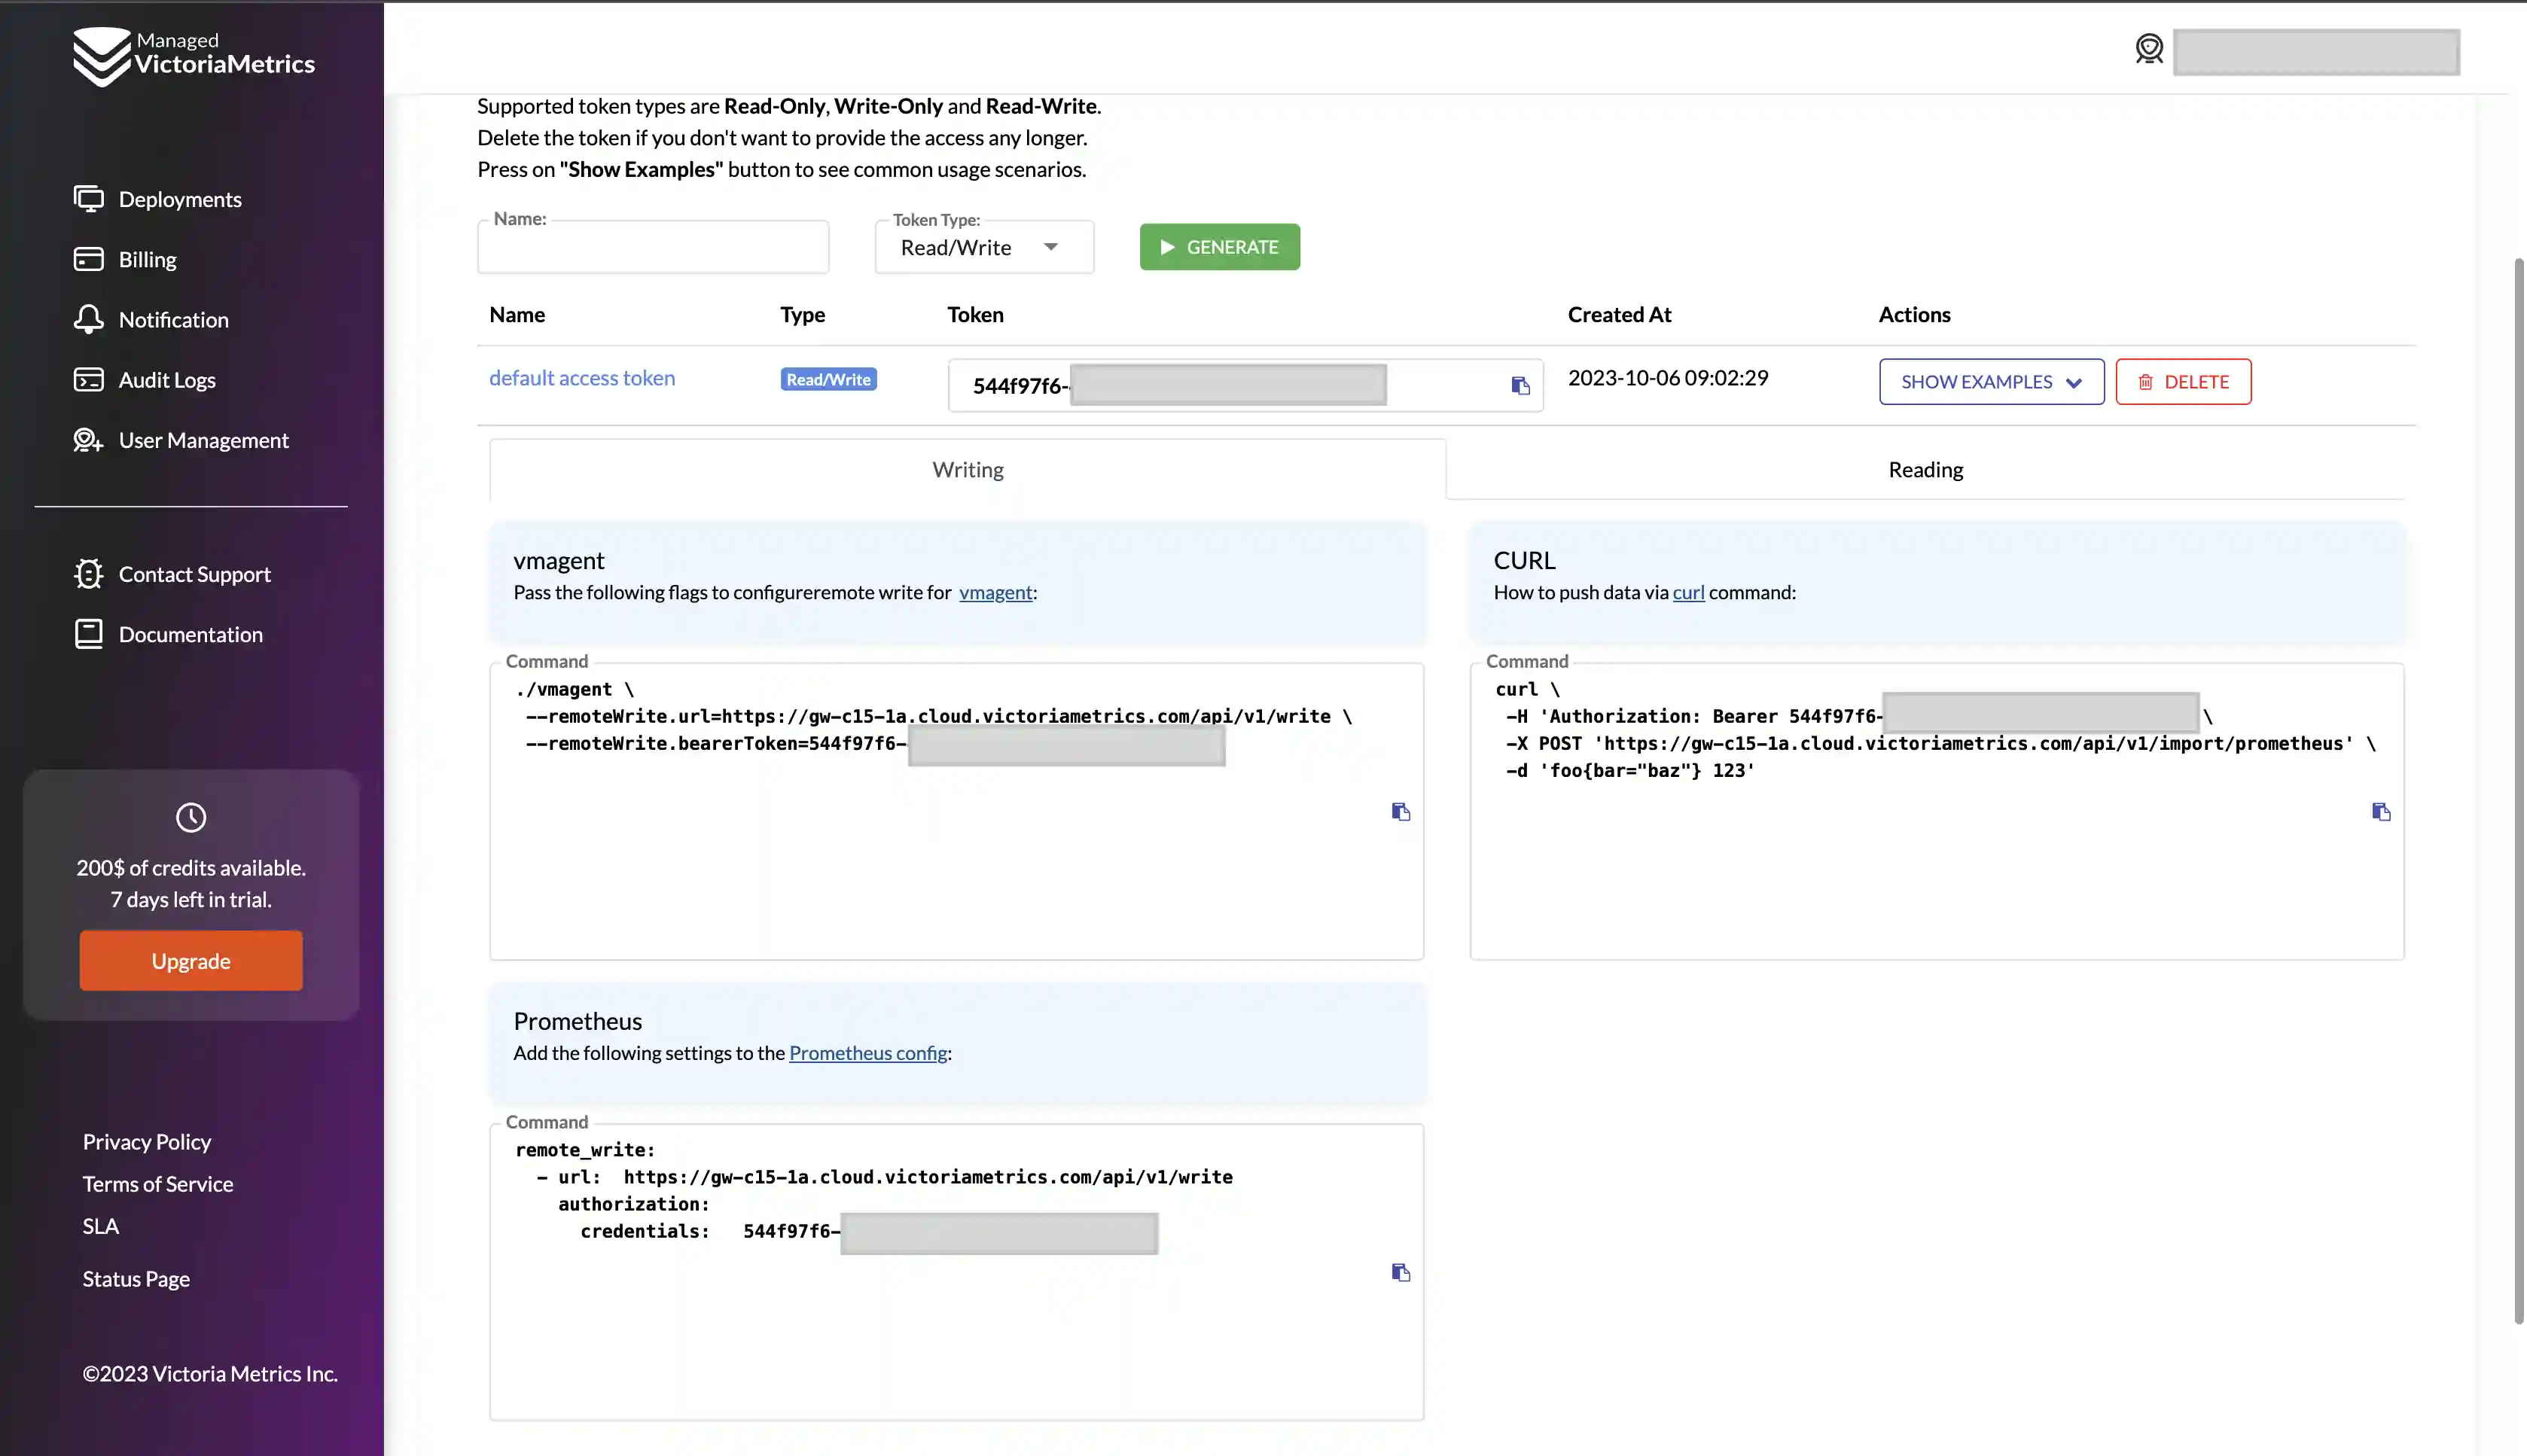 Managed
VictoriaMetrics
Deployments
Billing
Notification
Audit Logs
User Management
Contact Support
Documentation
200$ of credits available.
7 days left in trial.
Upgrade
Privacy Policy
Terms of Service
SLA
Status Page
©2023 Victoria Metrics Inc.
Supported token types are Read-Only, Write-Only and Read-Write.
Delete the token if you don't want to provide the access any longer.
Press on "Show Examples" button to see common usage scenarios.
Name:
Token Type:
Read/Write
GENERATE
Name Type Token Created At Actions
default access token Read/Write 544f97f6- 2023-10-06 09:02:29 SHOW EXAMPLES DELETE
Writing Reading
vmagent
Pass the following flags to configureremote write for vmagent:
Command
./vmagent \
--remoteWrite.url=https://gw-c15-1a.cloud.victoriametrics.com/api/v1/write \
--remoteWrite.bearerToken=544f97f6-
CURL
How to push data via curl command:
Command
curl \
-H 'Authorization: Bearer 544f97f6- \
-X POST 'https://gw-c15-1a.cloud.victoriametrics.com/api/v1/import/prometheus' \
-d 'foo{bar="baz"} 123'
Prometheus
Add the following settings to the Prometheus config:
Command
remote_write:
- url: https://gw-c15-1a.cloud.victoriametrics.com/api/v1/write
authorization:
credentials: 544f97f6-